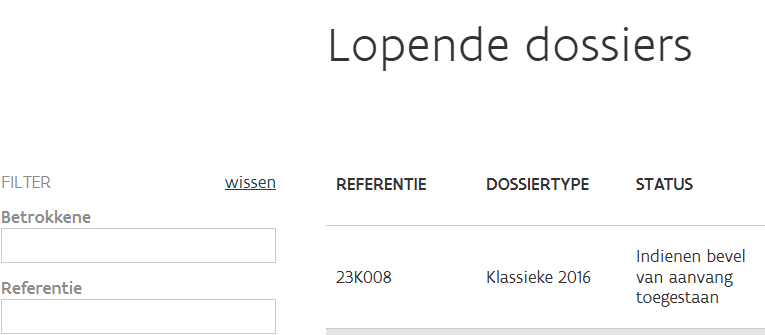 Lopende dossiers
FILTER wissen
Betrokkene
Referentie
REFERENTIE DOSSIERTYPE STATUS
23K008 Klassieke 2016 Indienen bevel
van aanvang
toegestaan